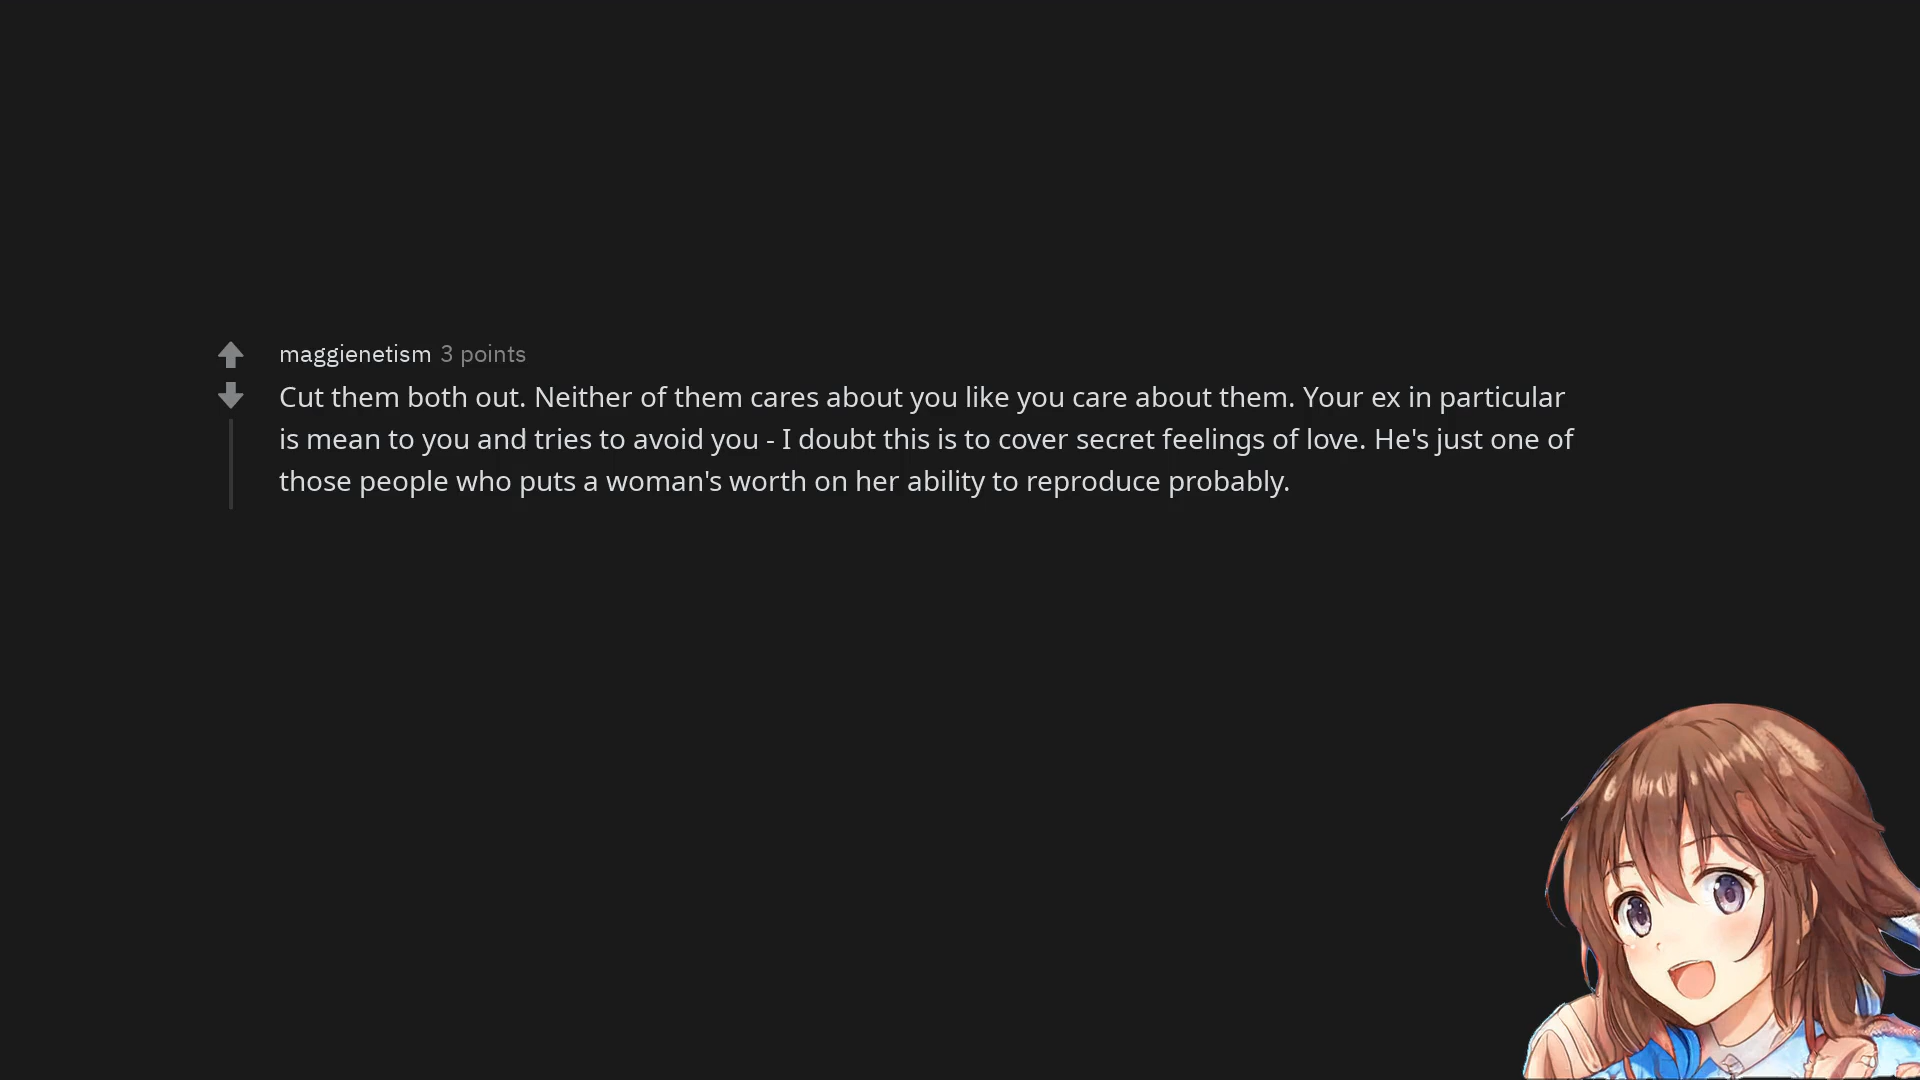 maggienetism 3 points
Cut them both out. Neither of them cares about you like you care about them. Your ex in particular
is mean to you and tries to avoid you - I doubt this is to cover secret feelings of love. He's just one of
those people who puts a woman's worth on her ability to reproduce probably.